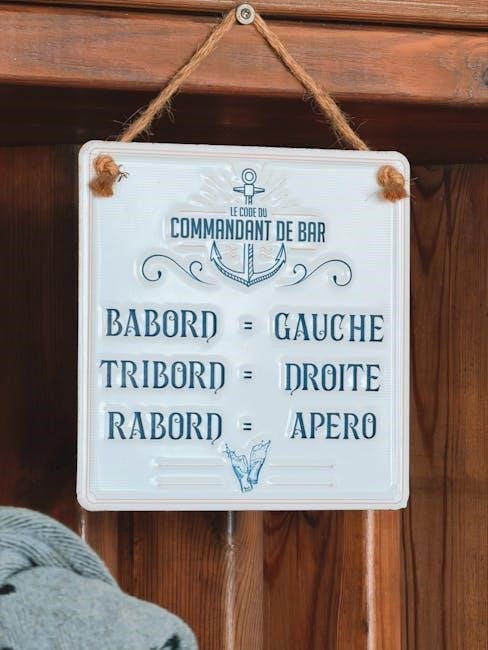 LE CODE DU
COMMANDANT DE BAR
BABORD = GAUCHE
TRIBORD = DROITE
RABORD = APERO